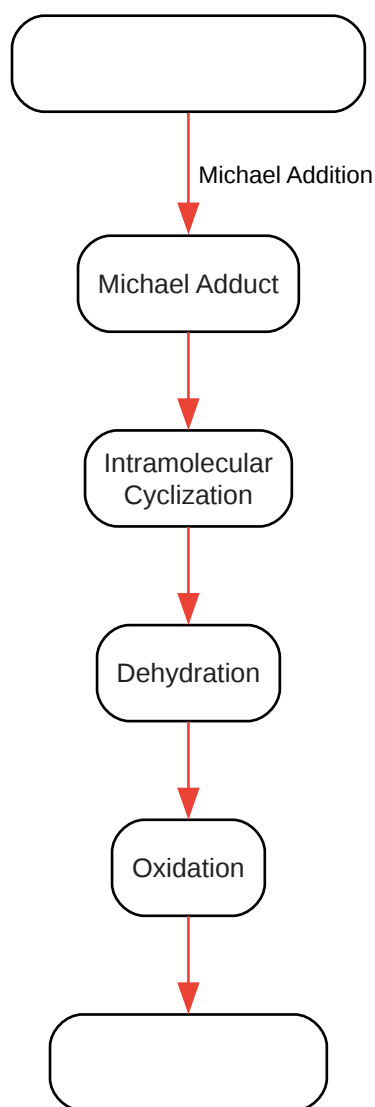 Michael Addition
Michael Adduct
Intramolecular
Cyclization
Dehydration
Oxidation